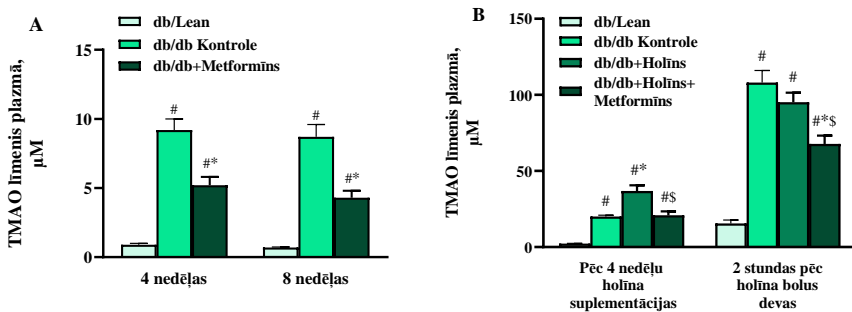 A
db/Lean
db/db Kontrole
db/db+Metformīns
TMAO līmenis plazmā,
µM
15
10
5
0
#
#*
#
#*
4 nedēļas
8 nedēļas
B
db/Lean
db/db Kontrole
db/db+Holīns
db/db+Holīns+
Metformīns
TMAO līmenis plazmā,
µM
150
100
50
0
#
#*
#$
#
#
#*$
Pēc 4 nedēļu
holīna
suplementācijas
2 stundas pēc
holīna bolus
devas